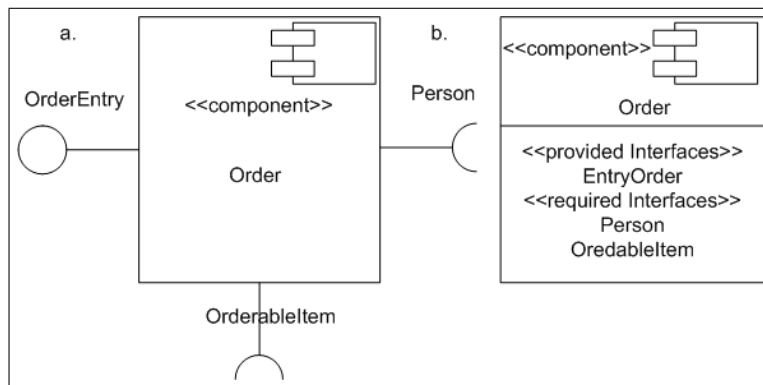 a.
OrderEntry
<<component>>
Order
Person
OrderableItem
b.
<<component>>
Order
<<provided Interfaces>>
EntryOrder
<<required Interfaces>>
Person
OredableItem